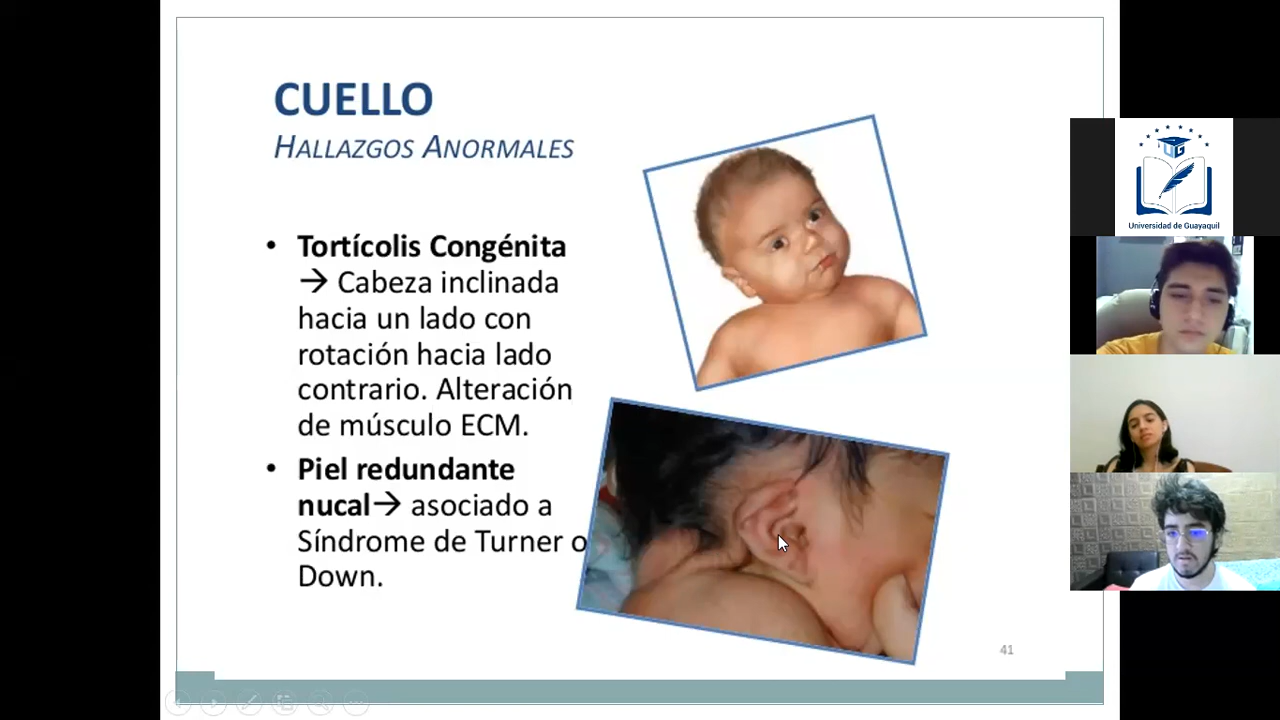 CUELLO
HALLAZGOS ANORMALES
• Tortícolis Congénita
→ Cabeza inclinada
hacia un lado con
rotación hacia lado
contrario. Alteración
de músculo ECM.
• Piel redundante
nucal→ asociado a
Síndrome de Turner o
Down.
41
UG
Universidad de Guayaquil